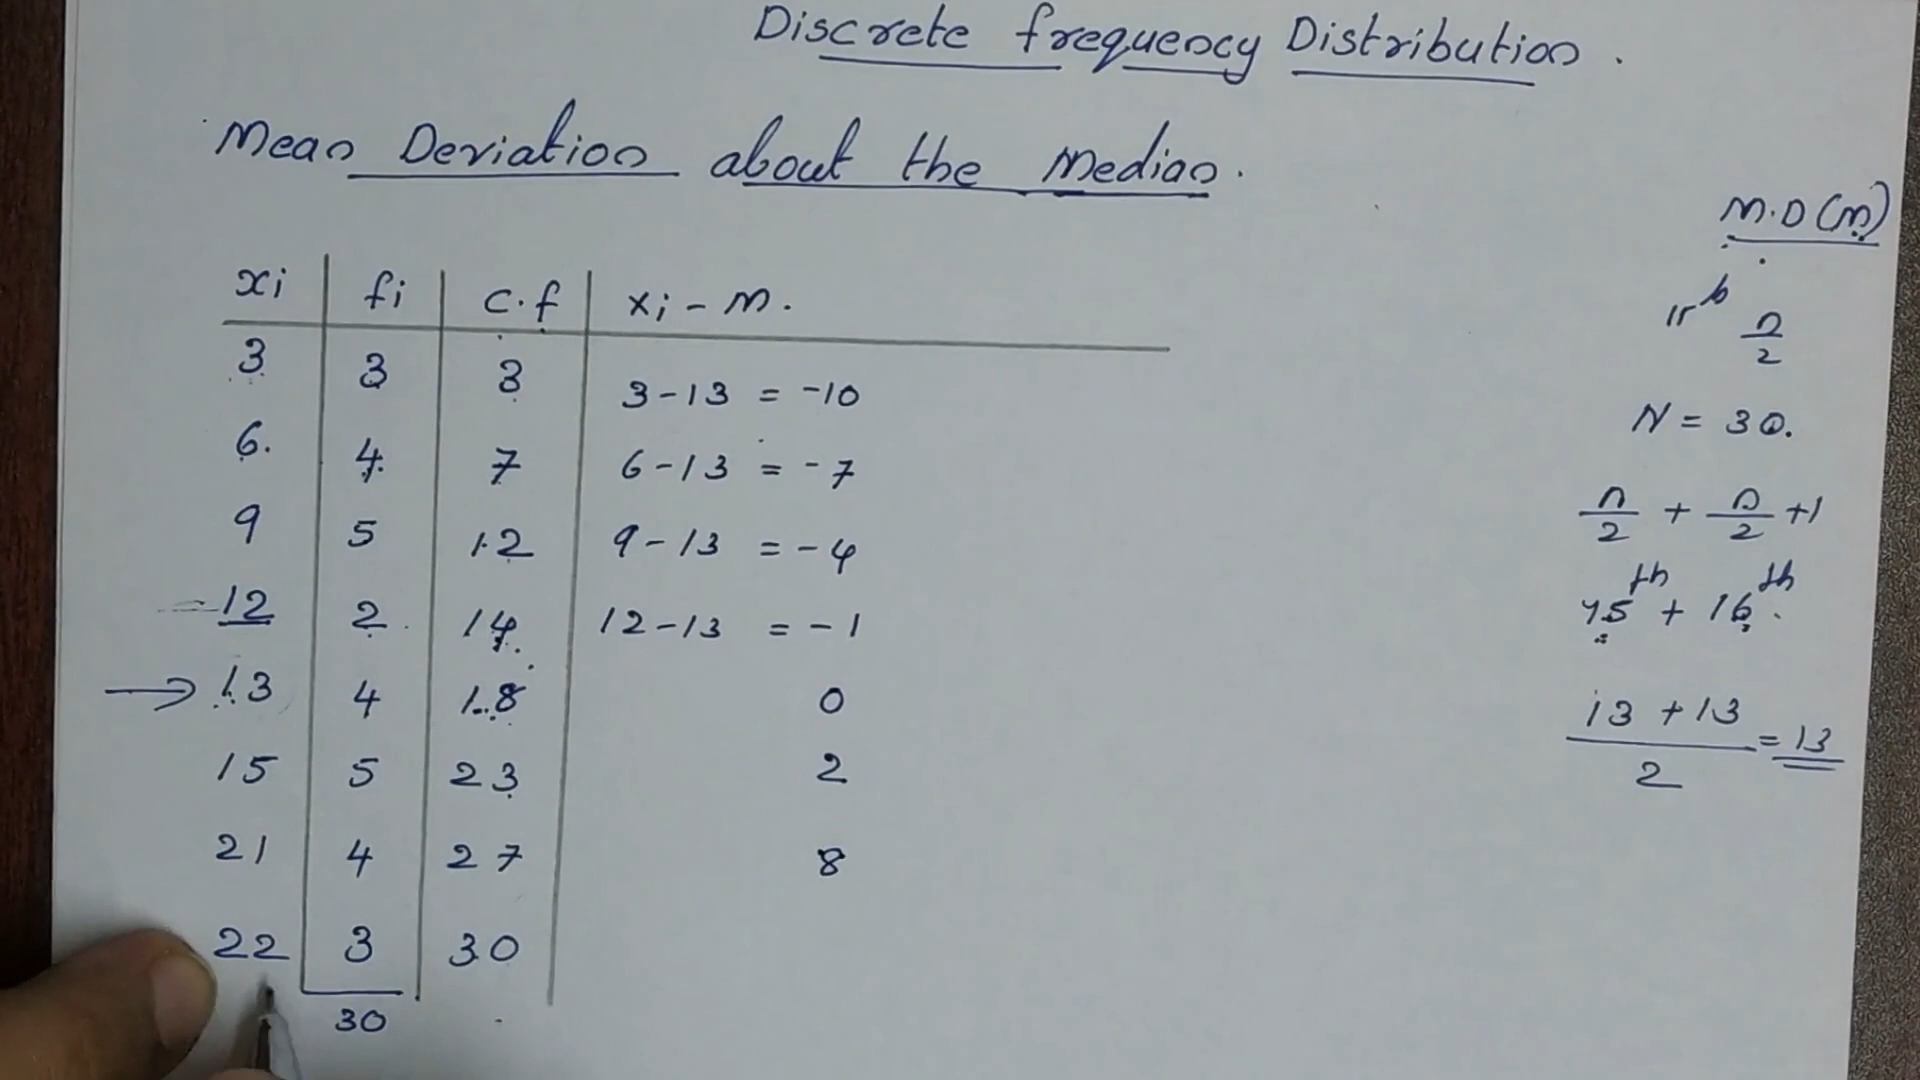 Discrete frequency Distribution.
Mean Deviation about the Median.
M.D (M)
xi fi c.f xi - M.
n/2
3 3 3 3-13 = -10
N = 30.
6. 4 7 6-13 = -7
n/2 + n/2 +1
9 5 12 9-13 = -4
15th + 16th.
12 2 14 12-13 = -1
13 + 13 / 2 = 13
→ 13 4 18 0
15 5 23 2
21 4 27 8
22 3 30
30